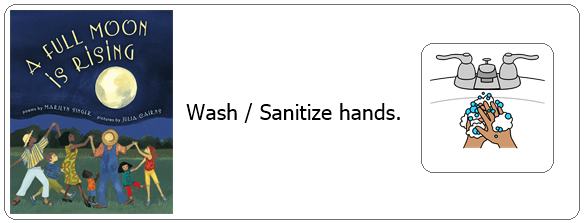 A FULL MOON
IS RISING
poems by MARILYN SINGER
pictures by JULIA CAIRNS
Wash / Sanitize hands.